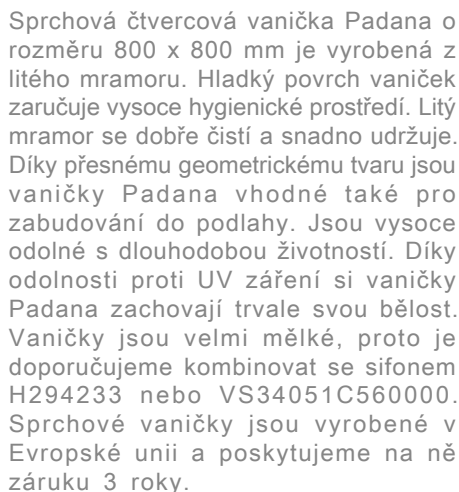 Sprchová čtvercová vanička Padana o
rozměru 800 x 800 mm je vyrobená z
litého mramoru. Hladký povrch vaniček
zaručuje vysoce hygienické prostředí. Litý
mramor se dobře čistí a snadno udržuje.
Díky přesnému geometrickému tvaru jsou
vaničky Padana vhodné také pro
zabudování do podlahy. Jsou vysoce
odolné s dlouhodobou životností. Díky
odolnosti proti UV záření si vaničky
Padana zachovají trvale svou bělost.
Vaničky jsou velmi mělké, proto je
doporučujeme kombinovat se sifonem
H294233 nebo VS34051C560000.
Sprchové vaničky jsou vyrobené v
Evropské unii a poskytujeme na ně
záruku 3 roky.